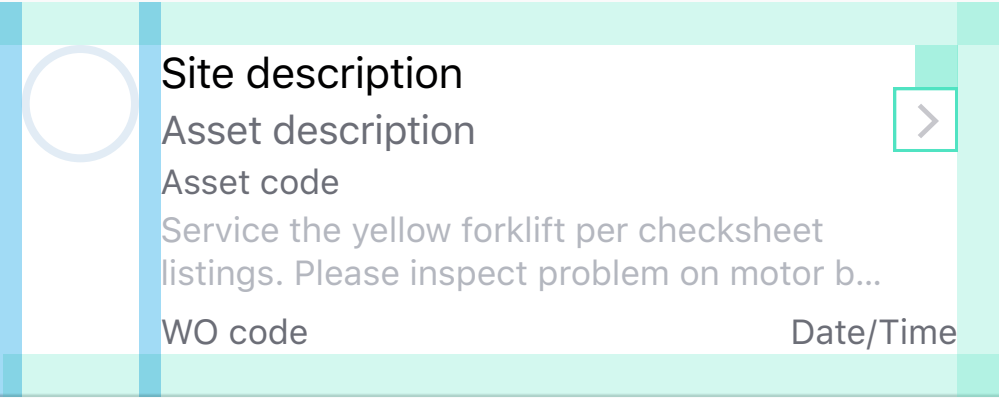 Site description
Asset description
Asset code
Service the yellow forklift per checksheet
listings. Please inspect problem on motor b...
WO code
Date/Time